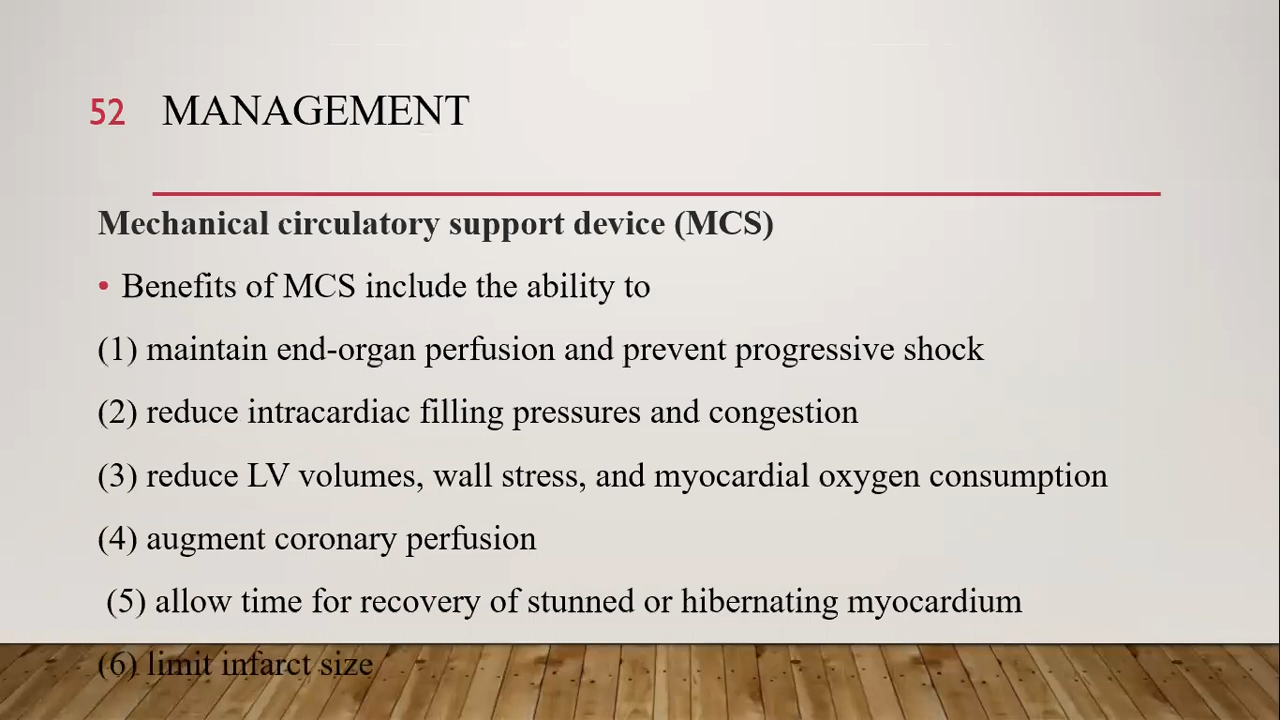 52 MANAGEMENT
Mechanical circulatory support device (MCS)
• Benefits of MCS include the ability to
(1) maintain end-organ perfusion and prevent progressive shock
(2) reduce intracardiac filling pressures and congestion
(3) reduce LV volumes, wall stress, and myocardial oxygen consumption
(4) augment coronary perfusion
(5) allow time for recovery of stunned or hibernating myocardium
(6) limit infarct size